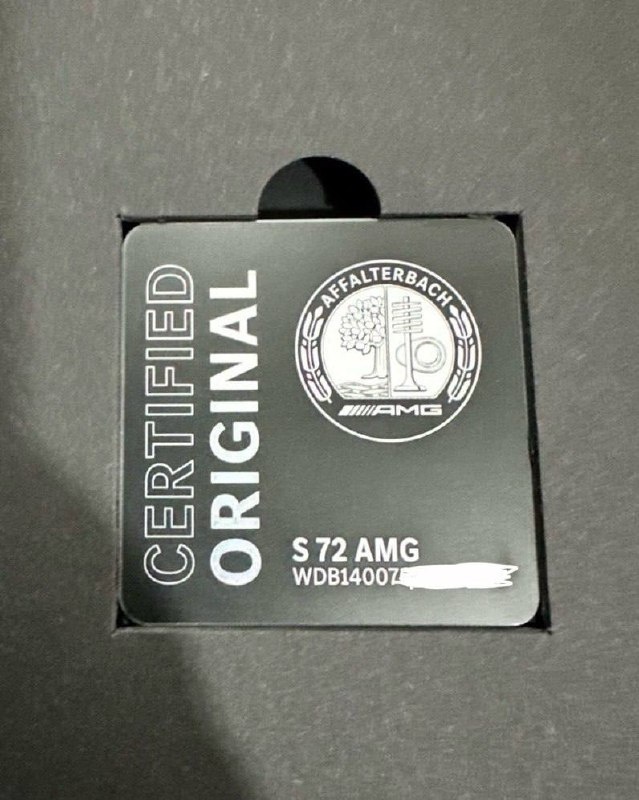 CERTIFIED
ORIGINAL
AFFALTERBACH
AMG
S 72 AMG
WDB14007